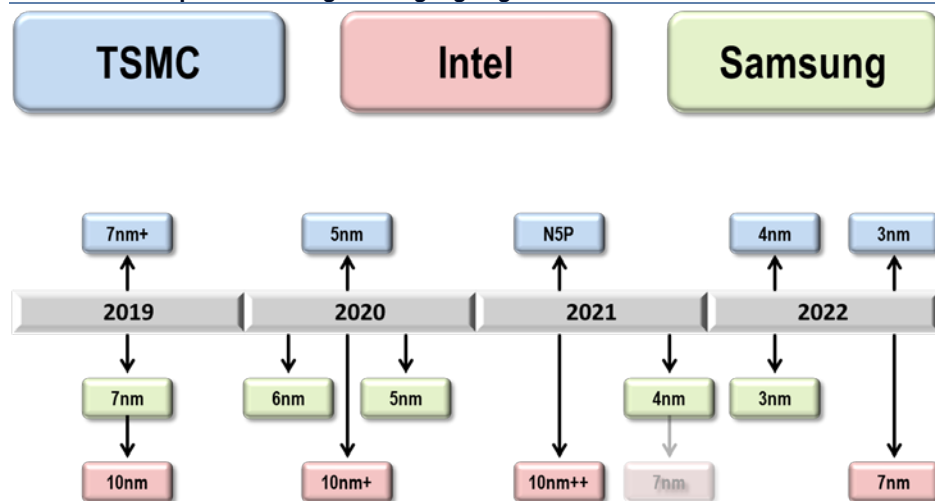 TSMC Intel Samsung
7nm+ 5nm N5P 4nm 3nm
2019 2020 2021 2022
7nm 6nm 5nm 4nm 3nm
10nm 10nm+ 10nm++ 7nm 7nm